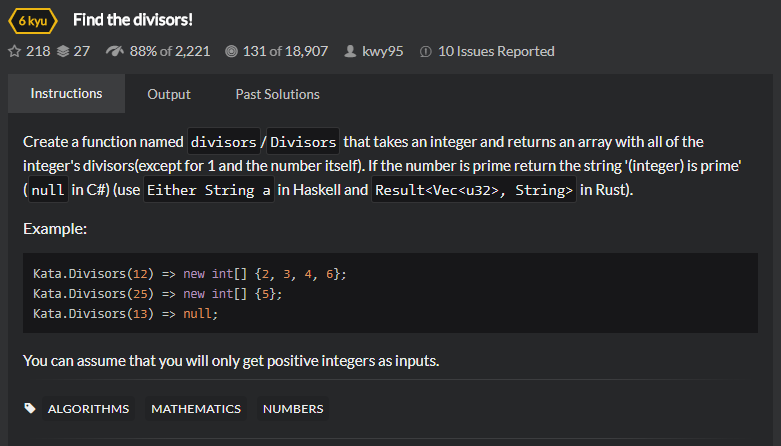 6 kyu Find the divisors!
218 27 88% of 2,221 131 of 18,907 kwy95 10 Issues Reported
Instructions Output Past Solutions
Create a function named divisors/Divisors that takes an integer and returns an array with all of the
integer's divisors(except for 1 and the number itself). If the number is prime return the string '(integer) is prime'
(null in C#) (use Either String a in Haskell and Result<Vec<u32>, String> in Rust).
Example:
Kata.Divisors(12) => new int[] {2, 3, 4, 6};
Kata.Divisors(25) => new int[] {5};
Kata.Divisors(13) => null;
You can assume that you will only get positive integers as inputs.
ALGORITHMS MATHEMATICS NUMBERS